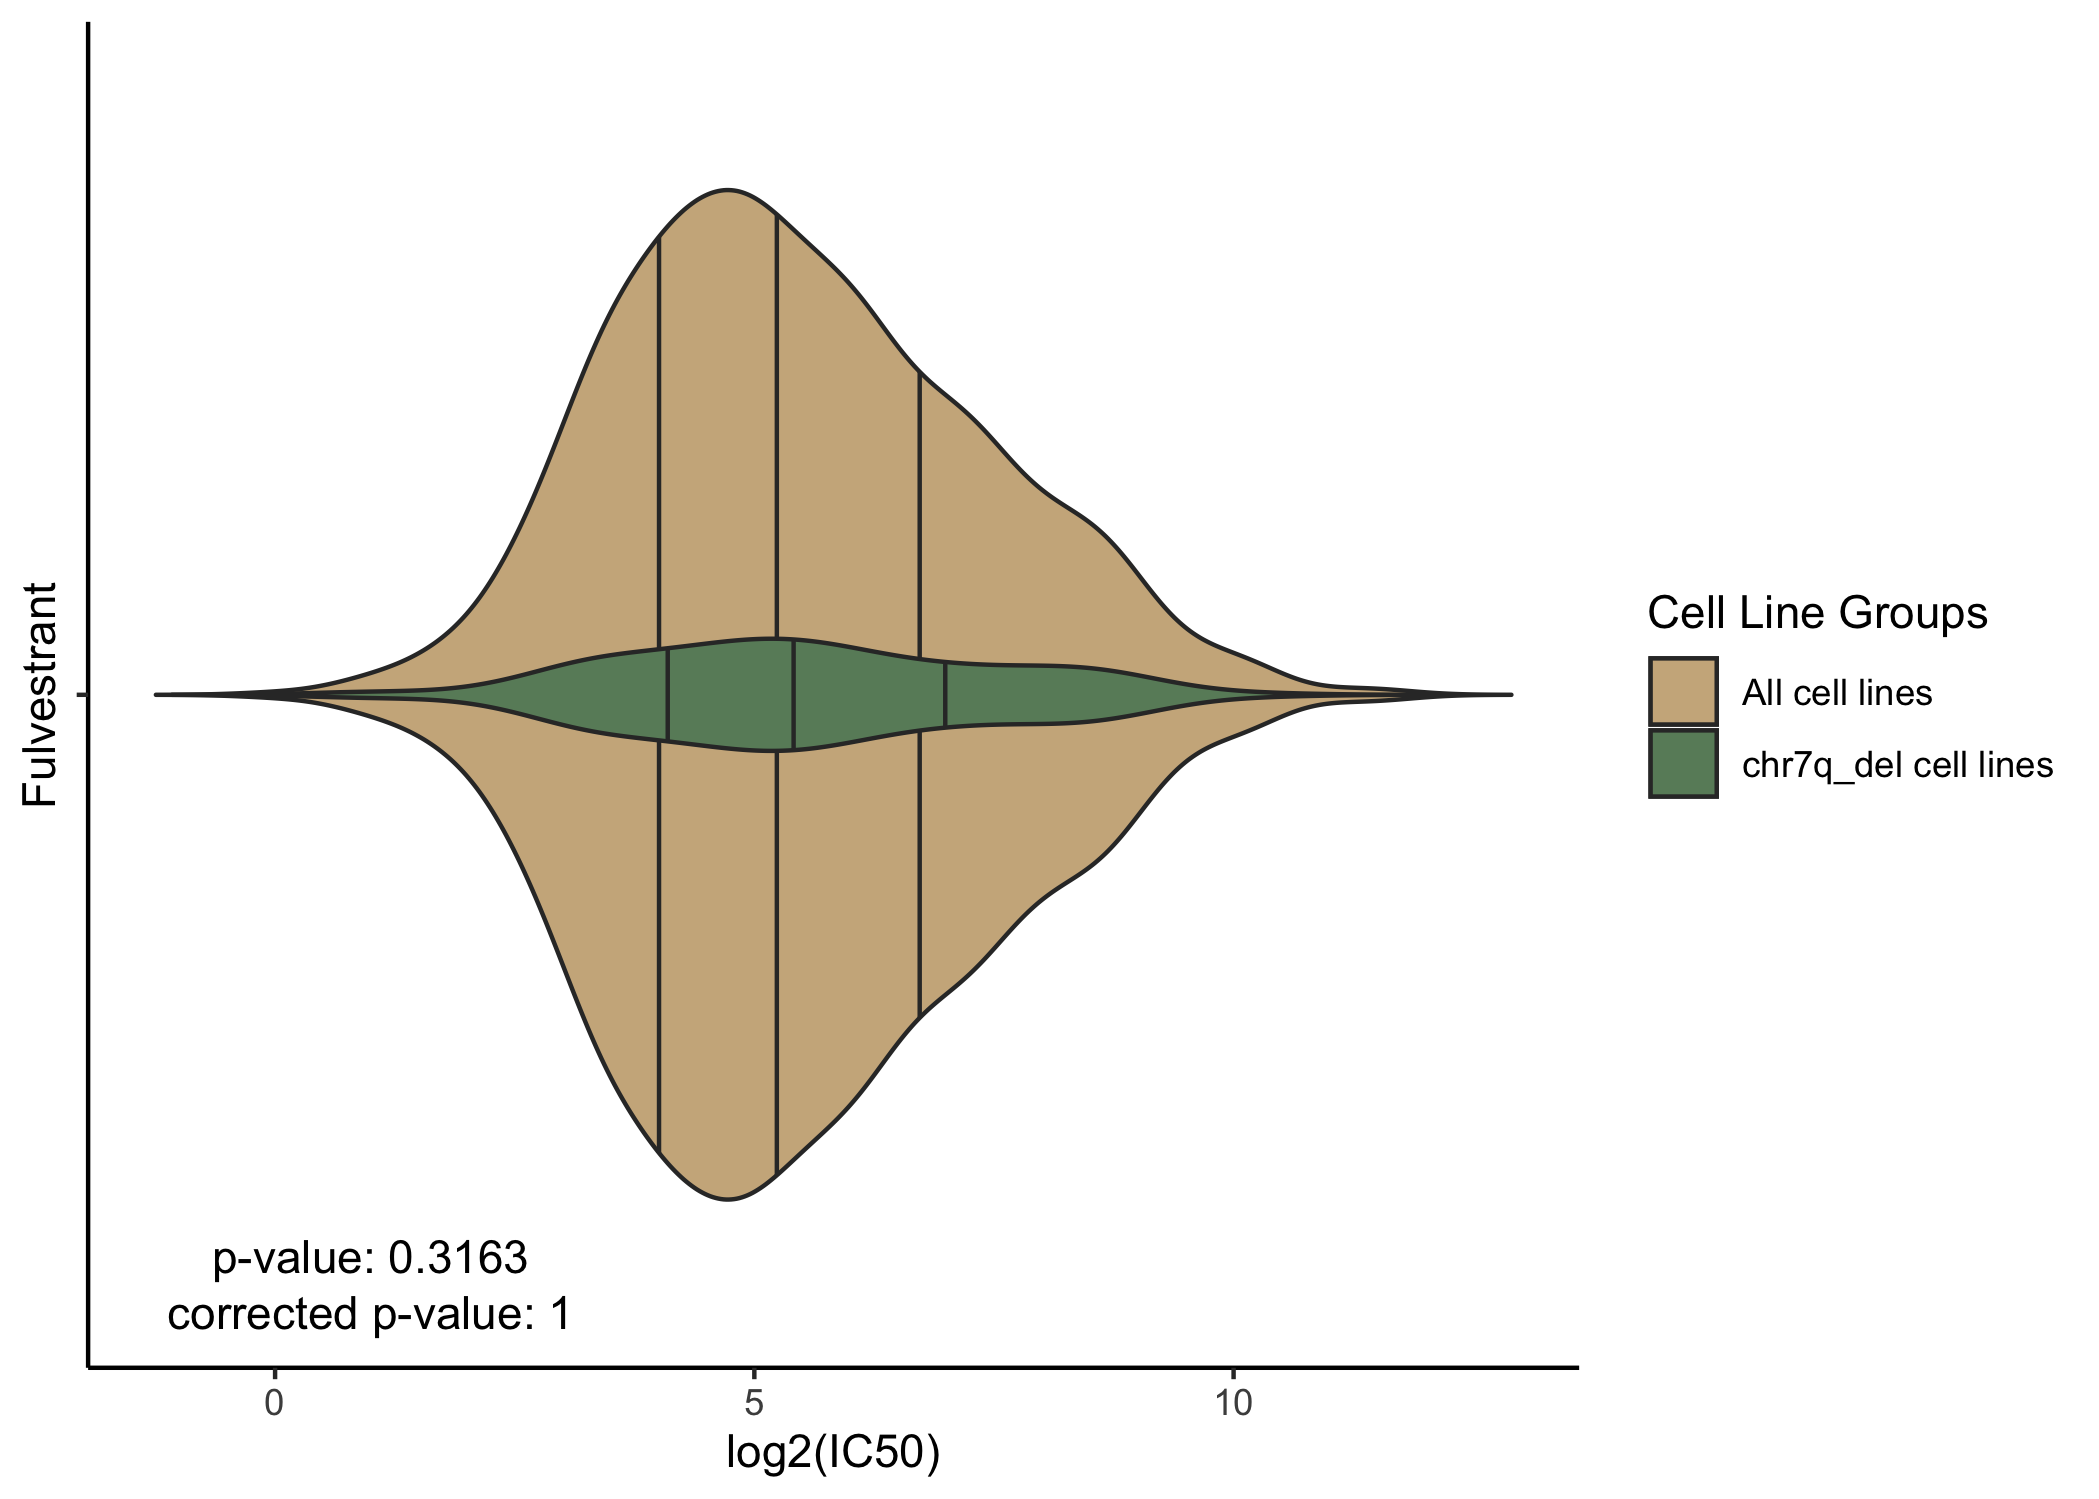 Fulvestrant
p-value: 0.3163
corrected p-value: 1
0 5 10
log2(IC50)
Cell Line Groups
All cell lines
chr7q_del cell lines